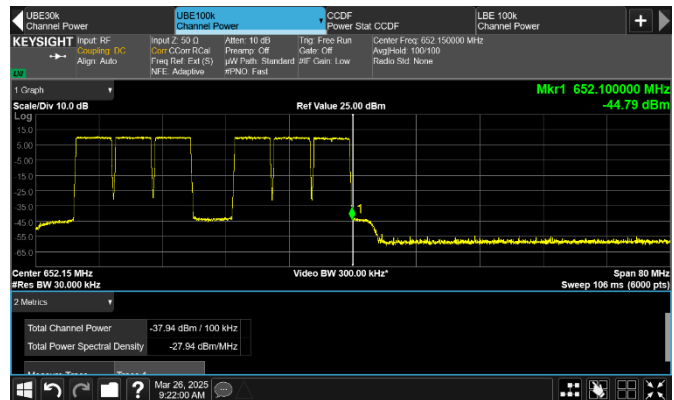 UBE30k
Channel Power
UBE100k
Channel Power
CCDF
Power Stat CCDF
LBE 100k
Channel Power
KEYSIGHT
Input: RF
Coupling: DC
Align: Auto
Input Z: 50 Ω
Corr CCorr RCal
Freq Ref: Ext (S)
NFE: Adaptive
Atten: 10 dB
Preamp: Off
µW Path: Standard
#PNO: Fast
Trig: Free Run
Gate: Off
#IF Gain: Low
Center Freq: 652.150000 MHz
Avg|Hold: 100/100
Radio Std: None
LXI
1 Graph
Mkr1 652.100000 MHz
-44.79 dBm
Scale/Div 10.0 dB
Ref Value 25.00 dBm
Log
15.0
5.00
-5.00
-15.0
-25.0
-35.0
-45.0
-55.0
-65.0
1
Center 652.15 MHz
Video BW 300.00 kHz*
Span 80 MHz
#Res BW 30.000 kHz
Sweep 106 ms (6000 pts)
2 Metrics
Total Channel Power
-37.94 dBm / 100 kHz
Total Power Spectral Density
-27.94 dBm/MHz
Mar 26, 2025
9:22:00 AM